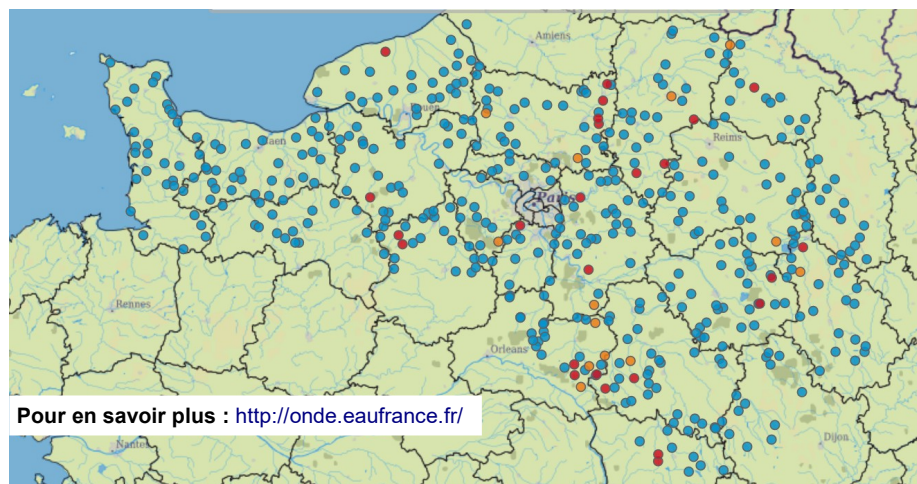 Amiens
Rouen
Reims
Caen
Paris
Rennes
Orleans
Pour en savoir plus : http://onde.eaufrance.fr/
Nantes
Dijon